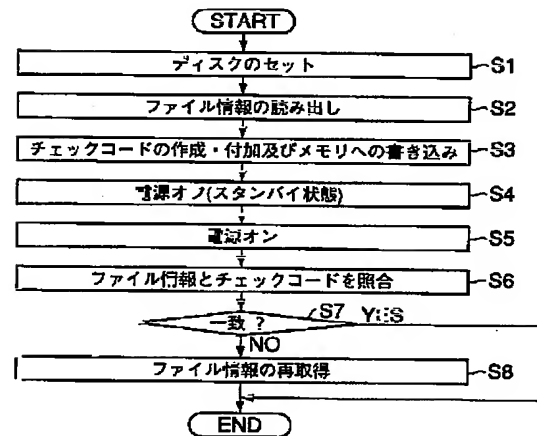 START
ディスクのセット
S1
ファイル情報の読み出し
S2
チェックコードの作成・付加及びメモリへの書き込み
S3
電源オフ(スタンバイ状態)
S4
電源オン
S5
ファイル情報とチェックコードを照合
S6
一致?
S7
YES
NO
ファイル情報の再取得
S8
END